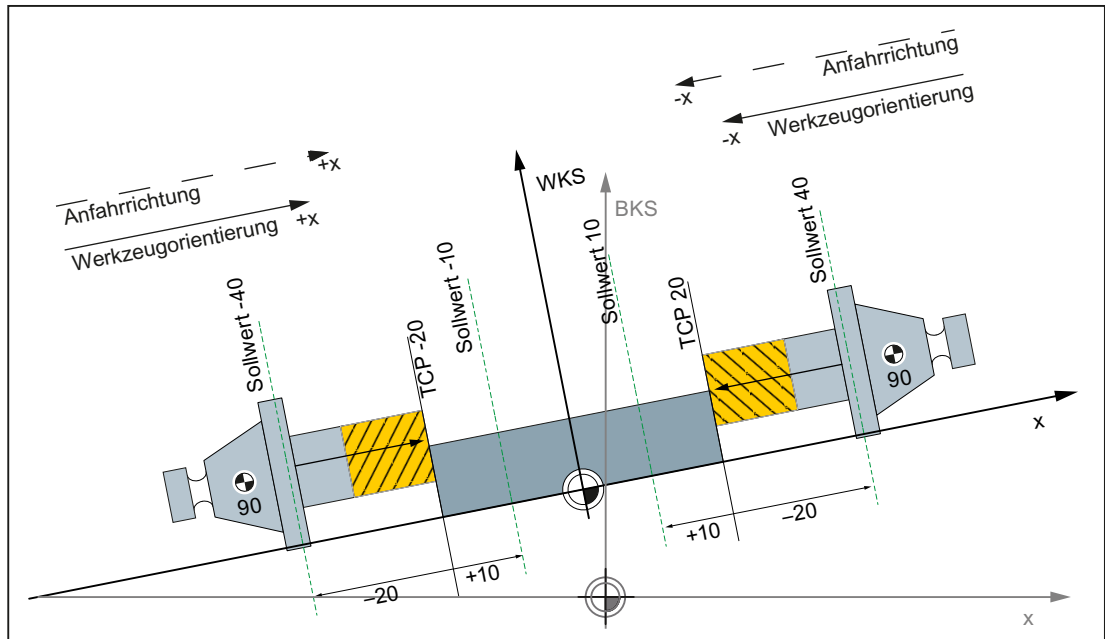 Anfahrrichtung
-x
Werkzeugorientierung
-x
+x
Anfahrrichtung
+x
Werkzeugorientierung
WKS
BKS
Sollwert -40
TCP -20
Sollwert -10
Sollwert 10
TCP 20
Sollwert 40
90
90
x
+10
–20
+10
–20
x